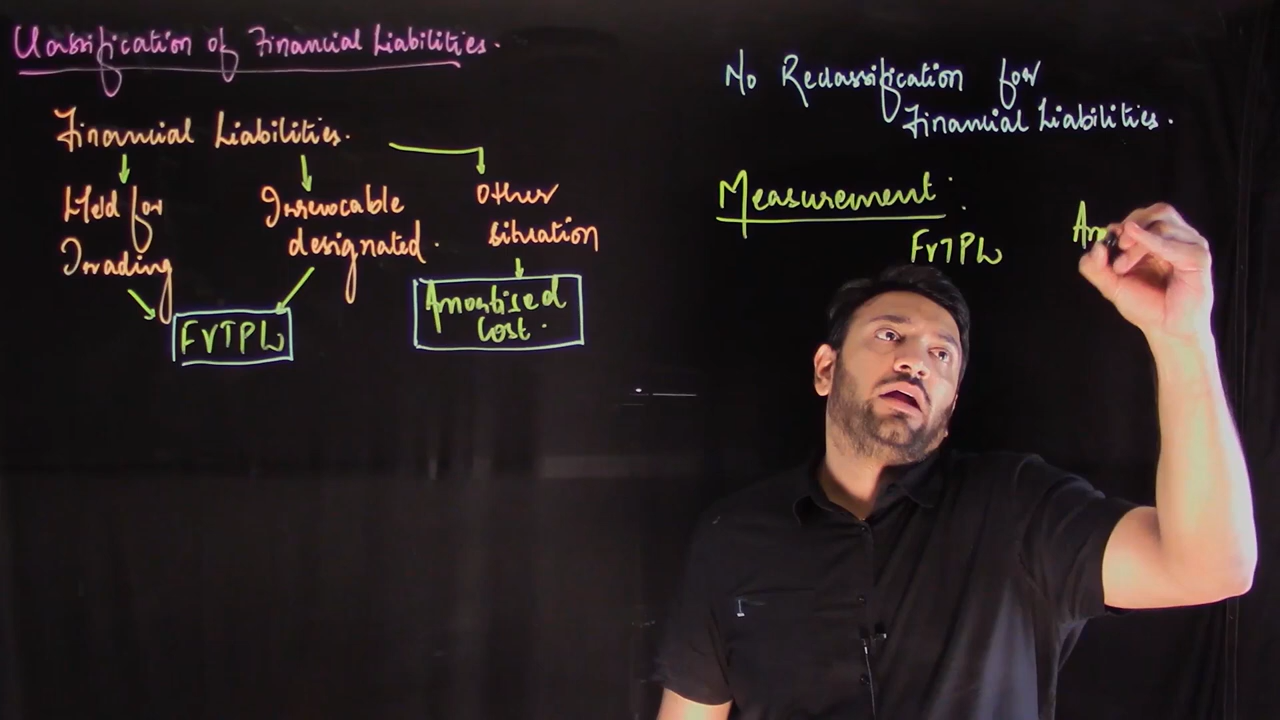 Classification of Financial Liabilities.
Financial Liabilities.
Held for
Trading
Irrevocable
designated.
Other
situation
FVTPL
Amortised
Cost.
No Reclassification for
Financial Liabilities.
Measurement:
FVTPL
Am